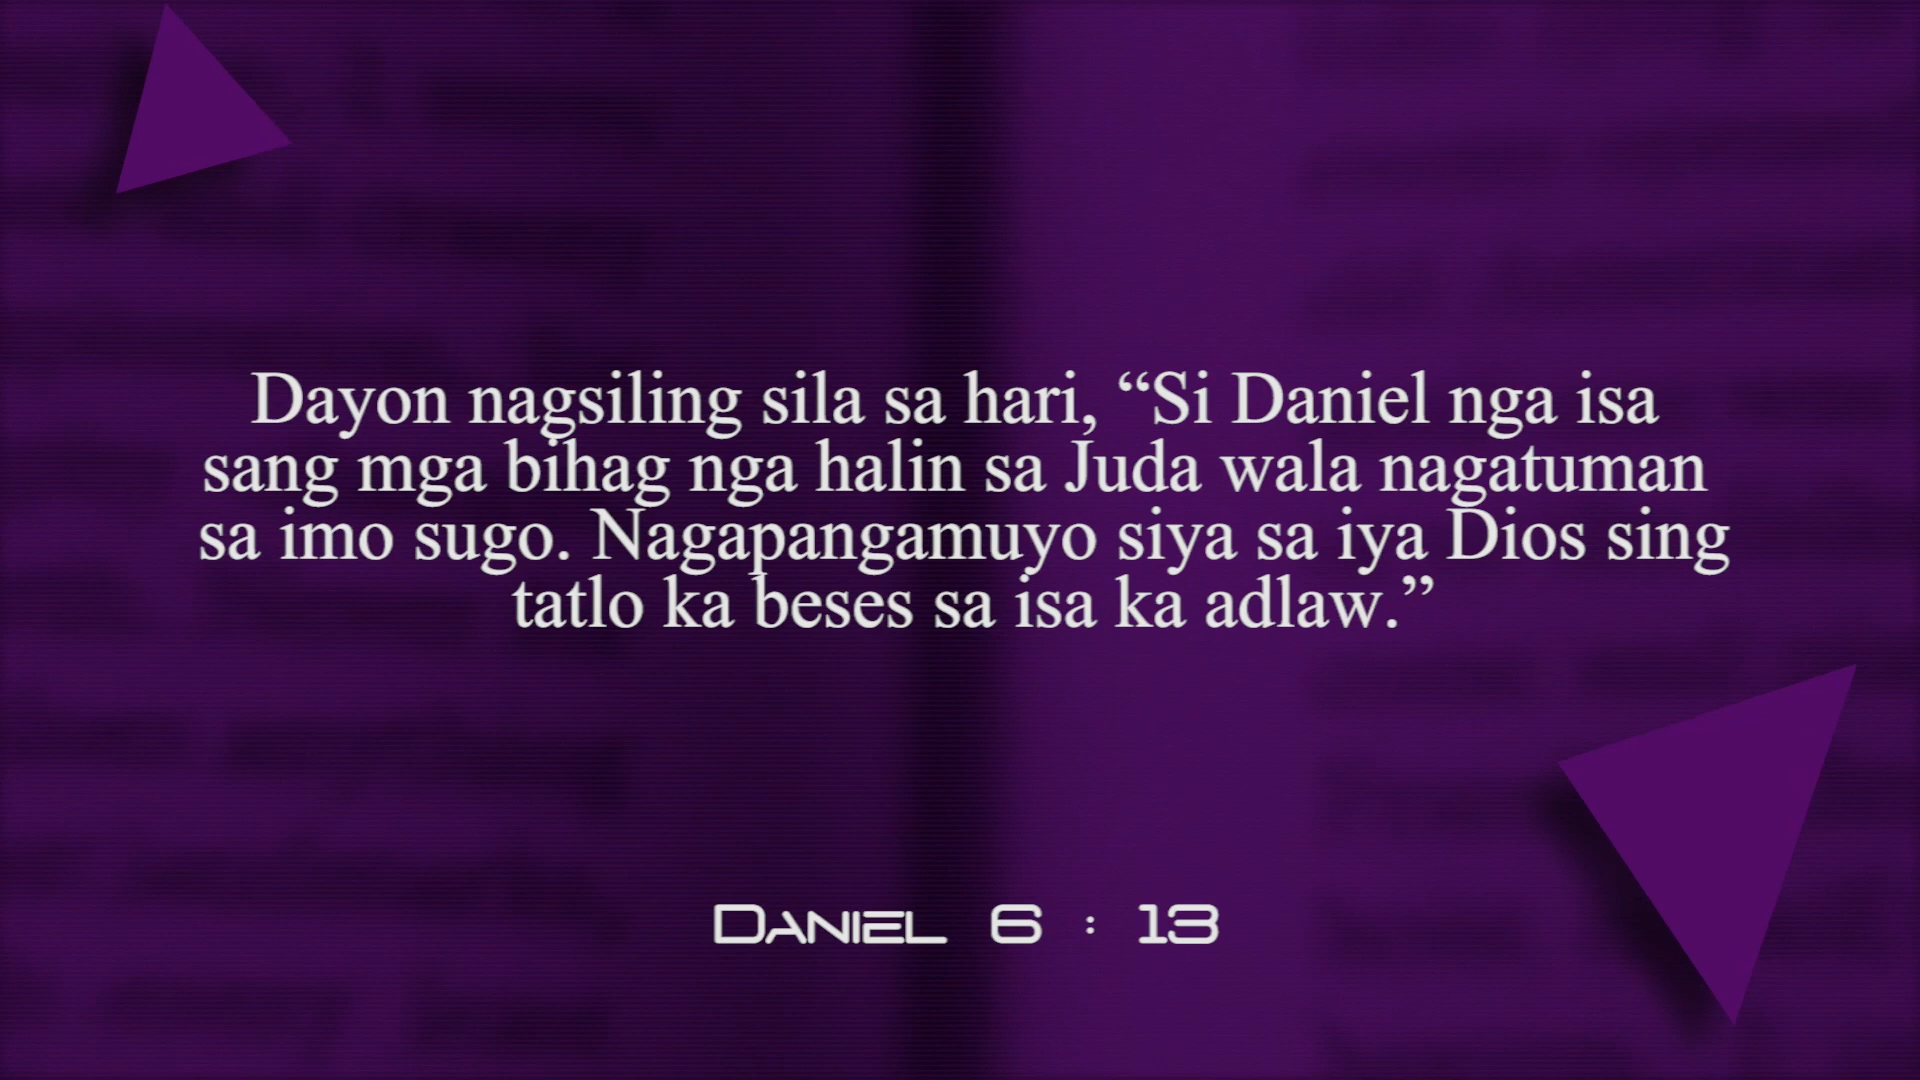 Dayon nagsiling sila sa hari, “Si Daniel nga isa
sang mga bihag nga halin sa Juda wala nagatuman
sa imo sugo. Nagapangamuyo siya sa iya Dios sing
tatlo ka beses sa isa ka adlaw.”
Daniel 6 : 13